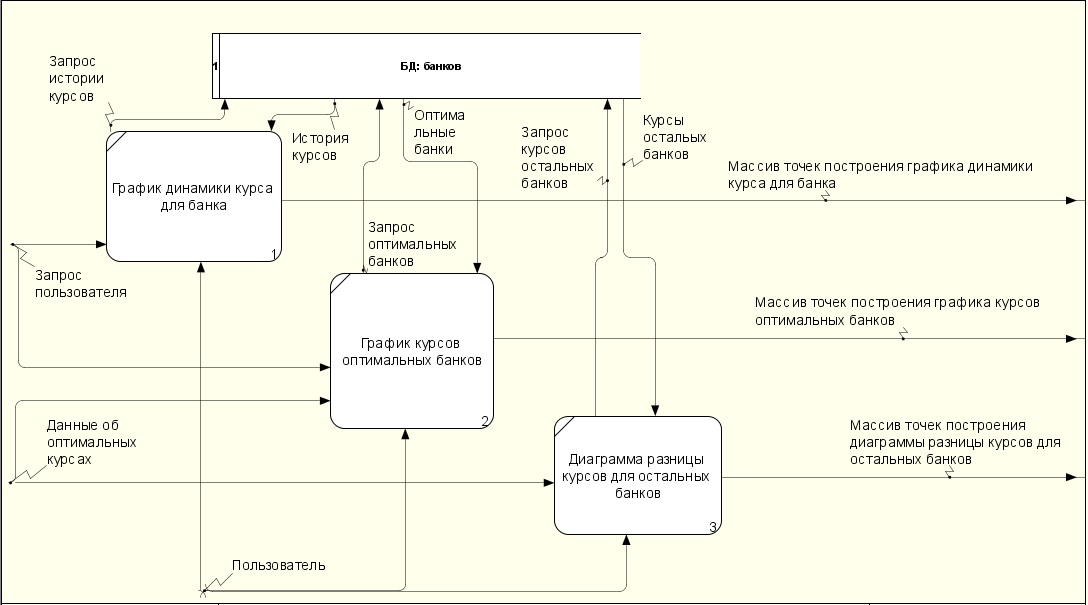 1
БД: банков
Запрос
истории
курсов
История
курсов
Оптима
льные
банки
Запрос
курсов
остальных
банков
Курсы
осталых
банков
График динамики курса
для банка
1
Массив точек построения графика динамики
курса для банка
Запрос
пользователя
Запрос
оптимальных
банков
График курсов
оптимальных банков
2
Массив точек построения графика курсов
оптимальных банков
Данные об
оптимальных
курсах
Диаграмма разницы
курсов для остальных
банков
3
Массив точек построения
диаграммы разницы курсов для
остальных банков
Пользователь